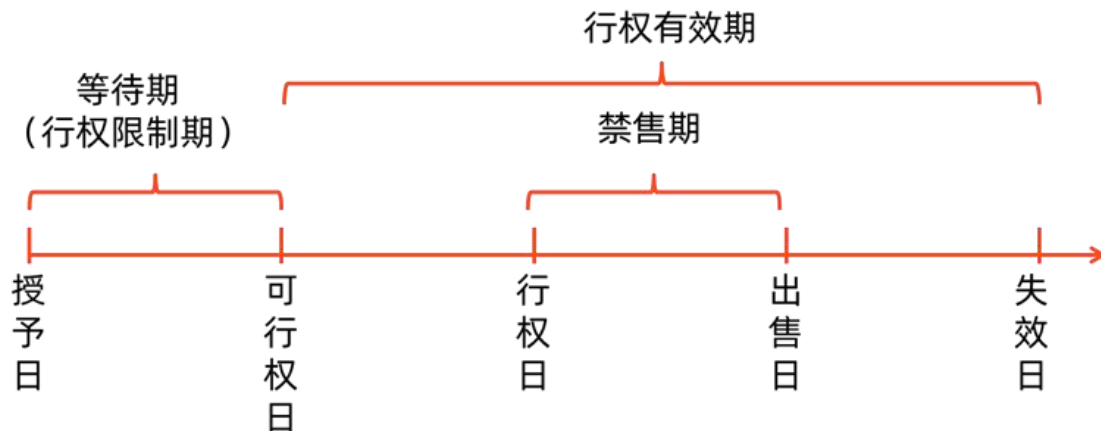 行权有效期
等待期
（行权限制期）
禁售期
授予日
可行权日
行权日
出售日
失效日